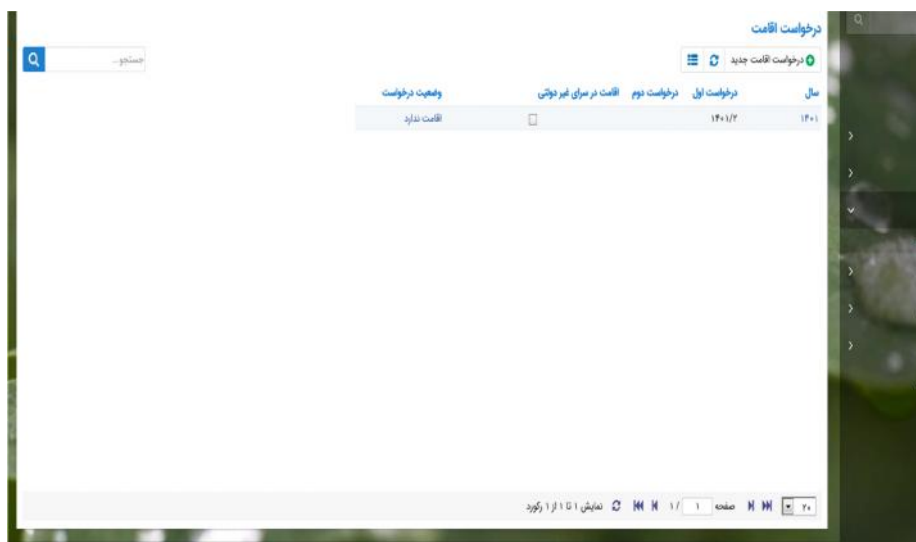 درخواست اقامت
درخواست اقامت جدید
جستجو...
سال درخواست اول درخواست دوم اقامت در سرای غیر دولتی وضعیت درخواست
۱۴۰۱ ۱۴۰۱/۲ اقامت ندارد
۲۰ صفحه ۱ / ۱ نمایش ۱ تا ۱ از ۱ رکورد